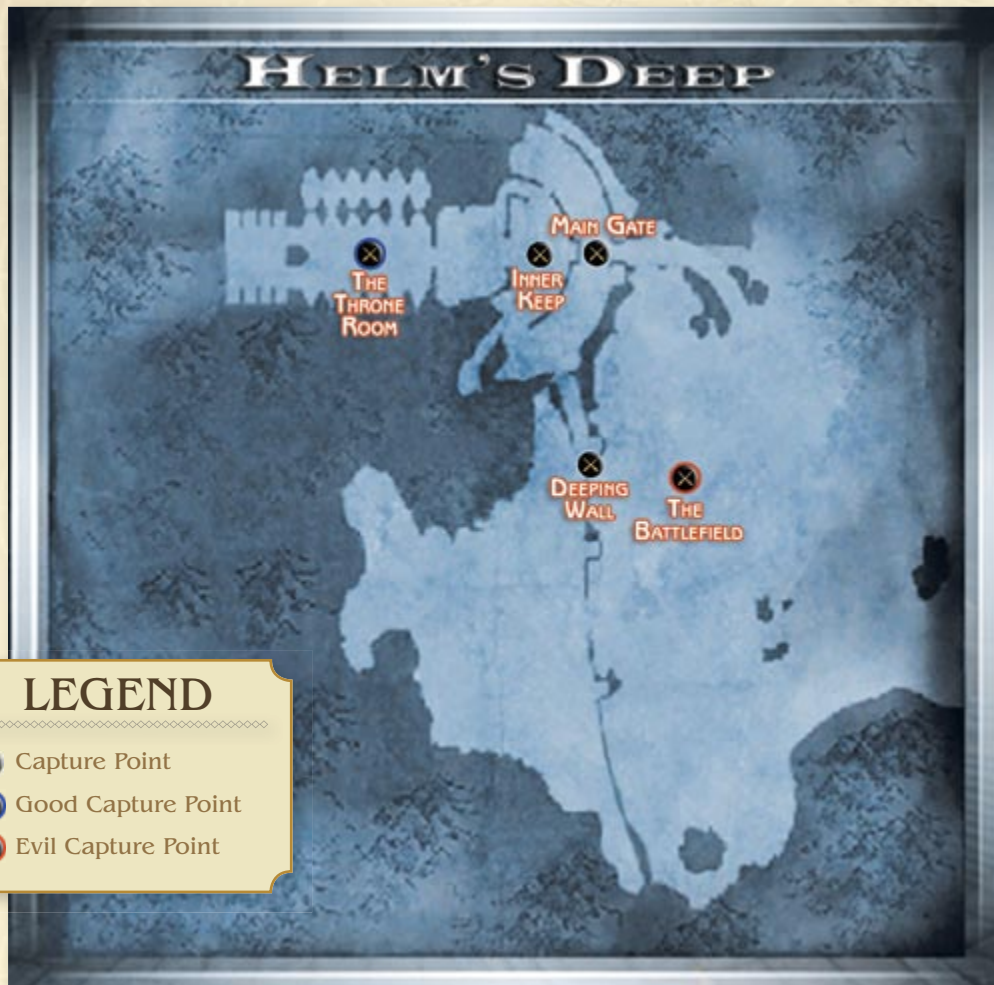 HELM'S DEEP
MAIN GATE
THE
THRONE
ROOM
INNER
KEEP
DEEPING
WALL
THE
BATTLEFIELD
LEGEND
Capture Point
Good Capture Point
Evil Capture Point